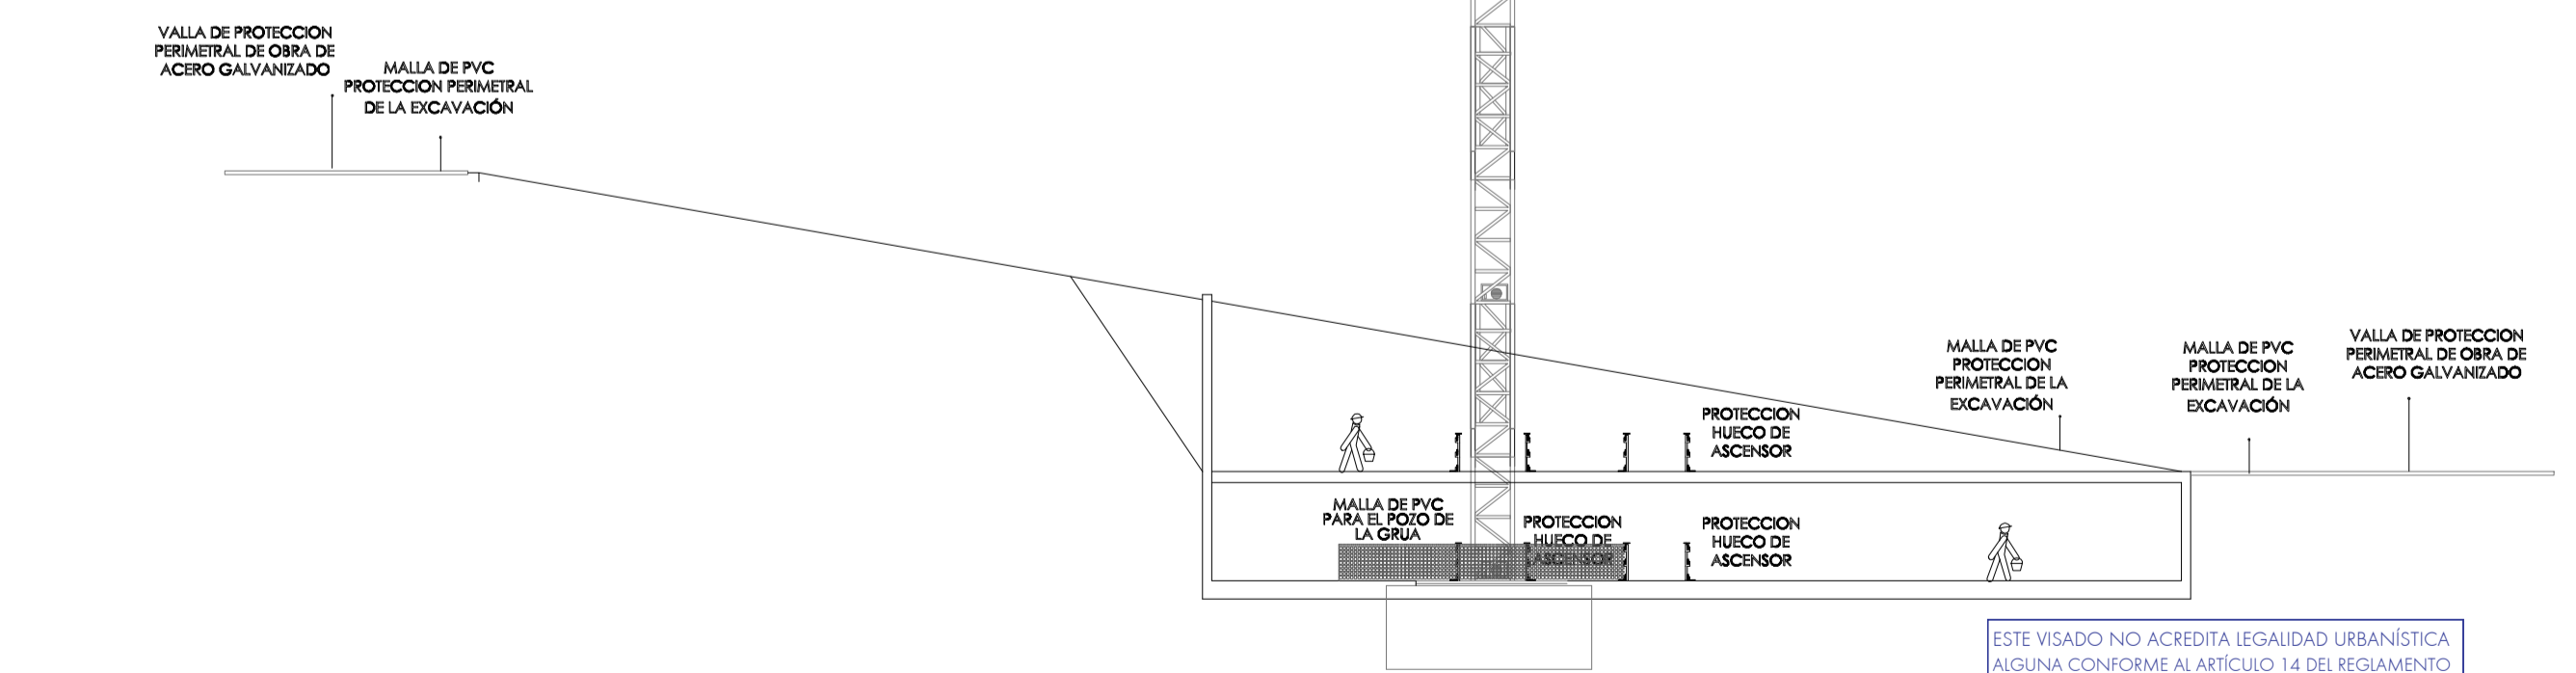 VALLA DE PROTECCION
PERIMETRAL DE OBRA DE
ACERO GALVANIZADO
MALLA DE PVC
PROTECCION PERIMETRAL
DE LA EXCAVACIÓN
MALLA DE PVC
PROTECCION
PERIMETRAL DE LA
EXCAVACIÓN
MALLA DE PVC
PROTECCION
PERIMETRAL DE LA
EXCAVACIÓN
VALLA DE PROTECCION
PERIMETRAL DE OBRA DE
ACERO GALVANIZADO
PROTECCION
HUECO DE
ASCENSOR
MALLA DE PVC
PARA EL POZO DE
LA GRUA
PROTECCION
HUECO DE
ASCENSOR
PROTECCION
HUECO DE
ASCENSOR
ESTE VISADO NO ACREDITA LEGALIDAD URBANÍSTICA
ALGUNA CONFORME AL ARTÍCULO 14 DEL REGLAMENTO